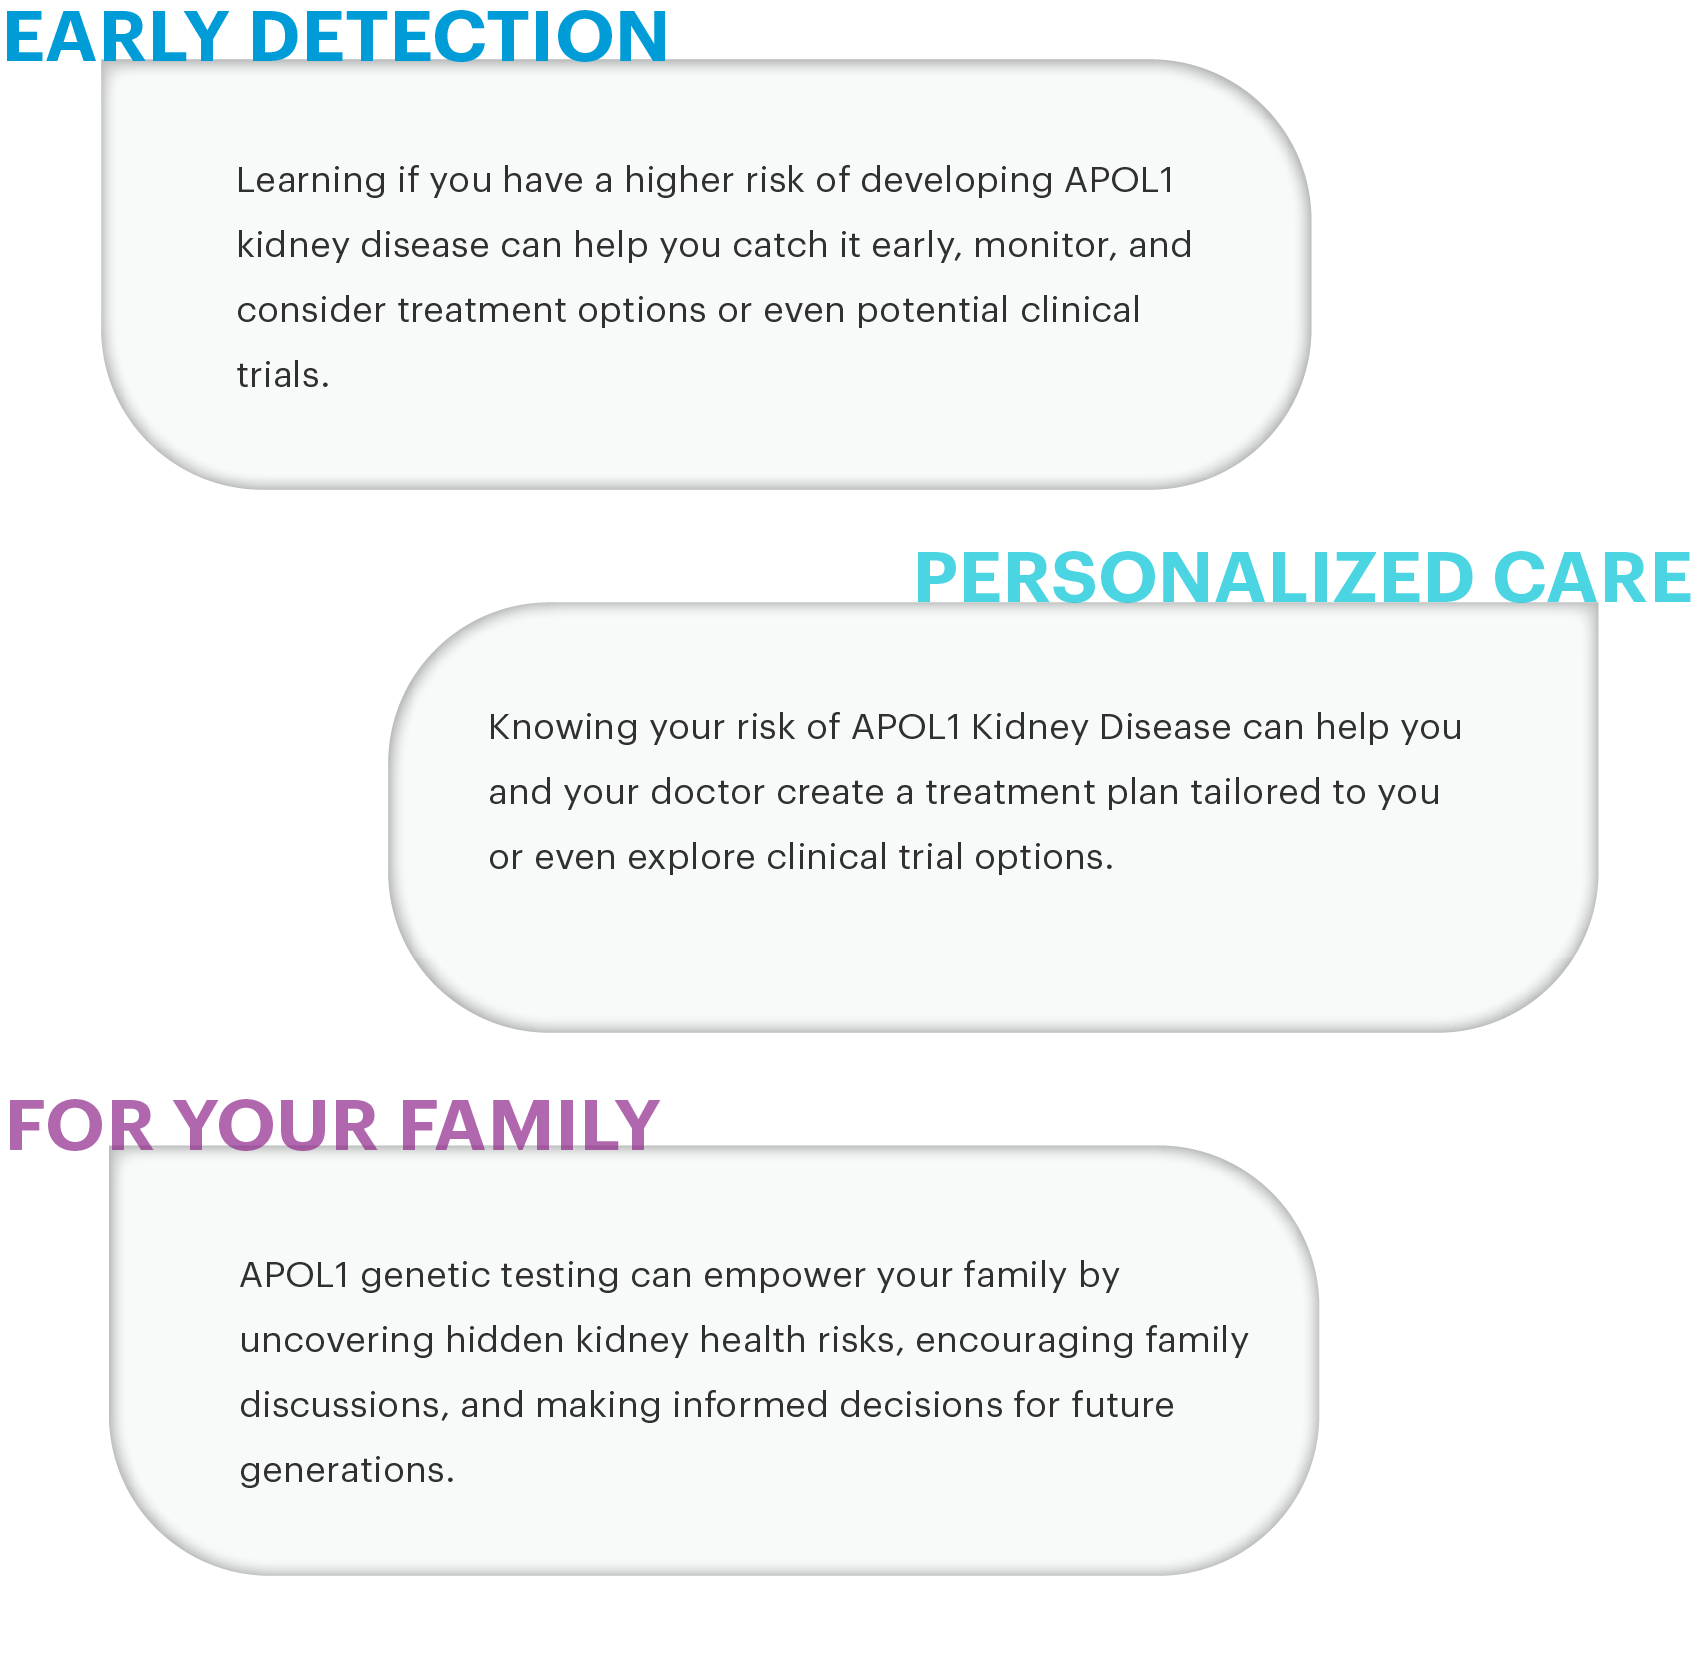 EARLY DETECTION
Learning if you have a higher risk of developing APOL1
kidney disease can help you catch it early, monitor, and
consider treatment options or even potential clinical
trials.
PERSONALIZED CARE
Knowing your risk of APOL1 Kidney Disease can help you
and your doctor create a treatment plan tailored to you
or even explore clinical trial options.
FOR YOUR FAMILY
APOL1 genetic testing can empower your family by
uncovering hidden kidney health risks, encouraging family
discussions, and making informed decisions for future
generations.